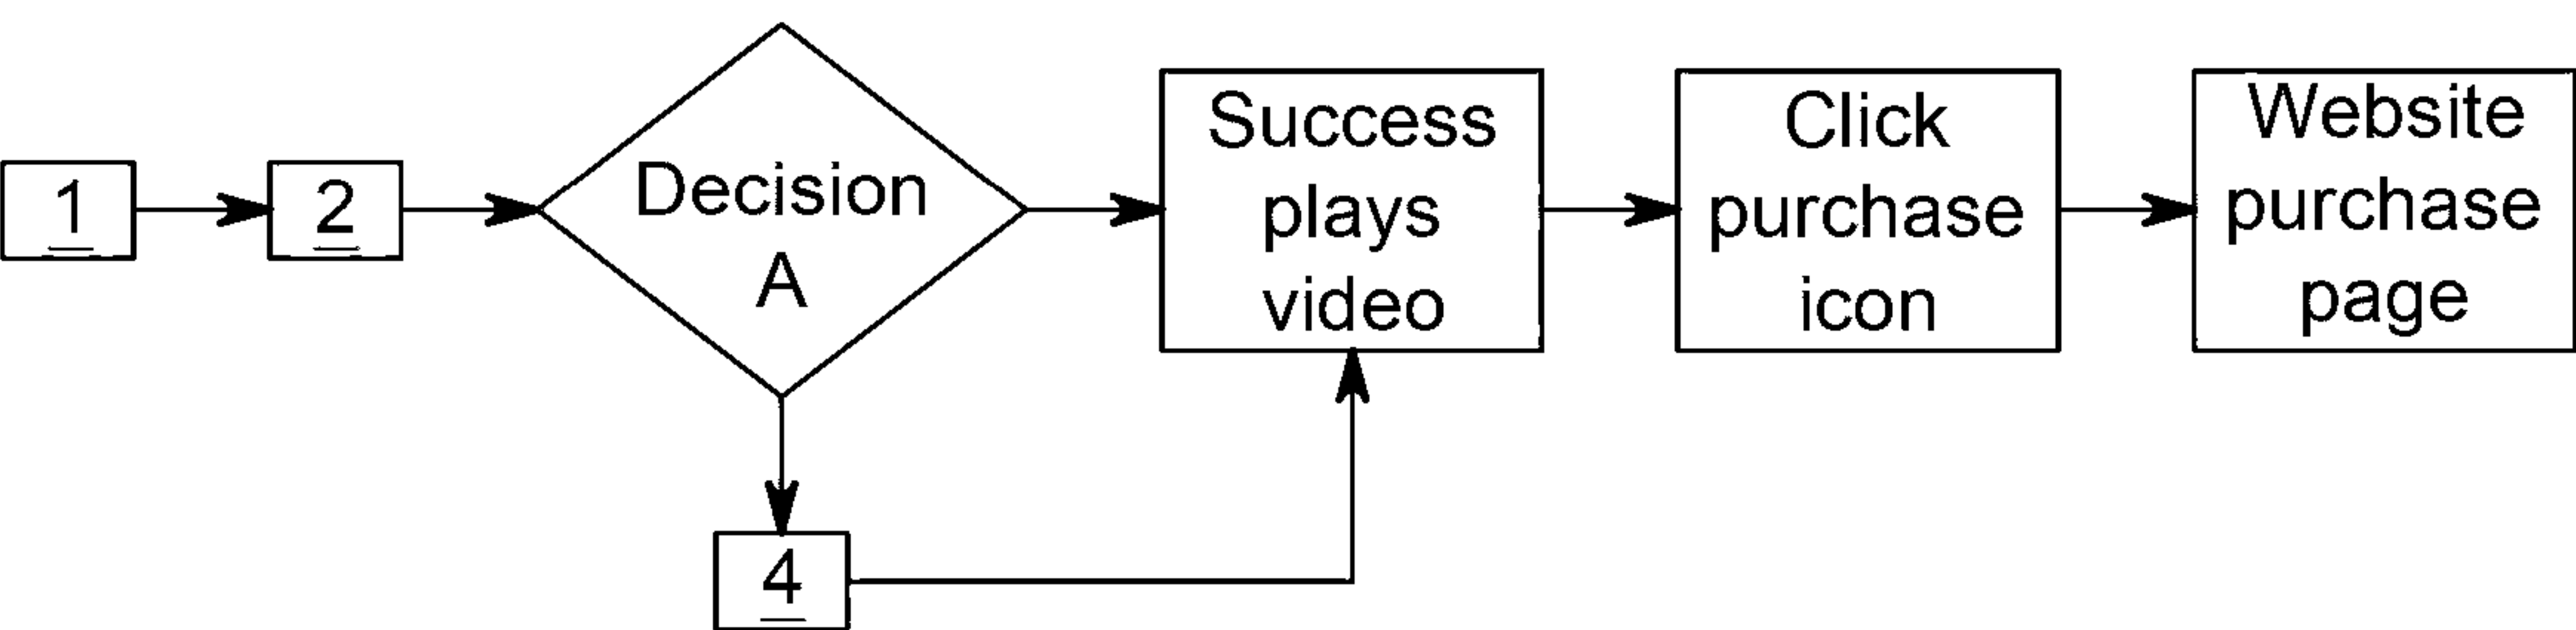 1
2
Decision
A
Success
plays
video
Click
purchase
icon
Website
purchase
page
4